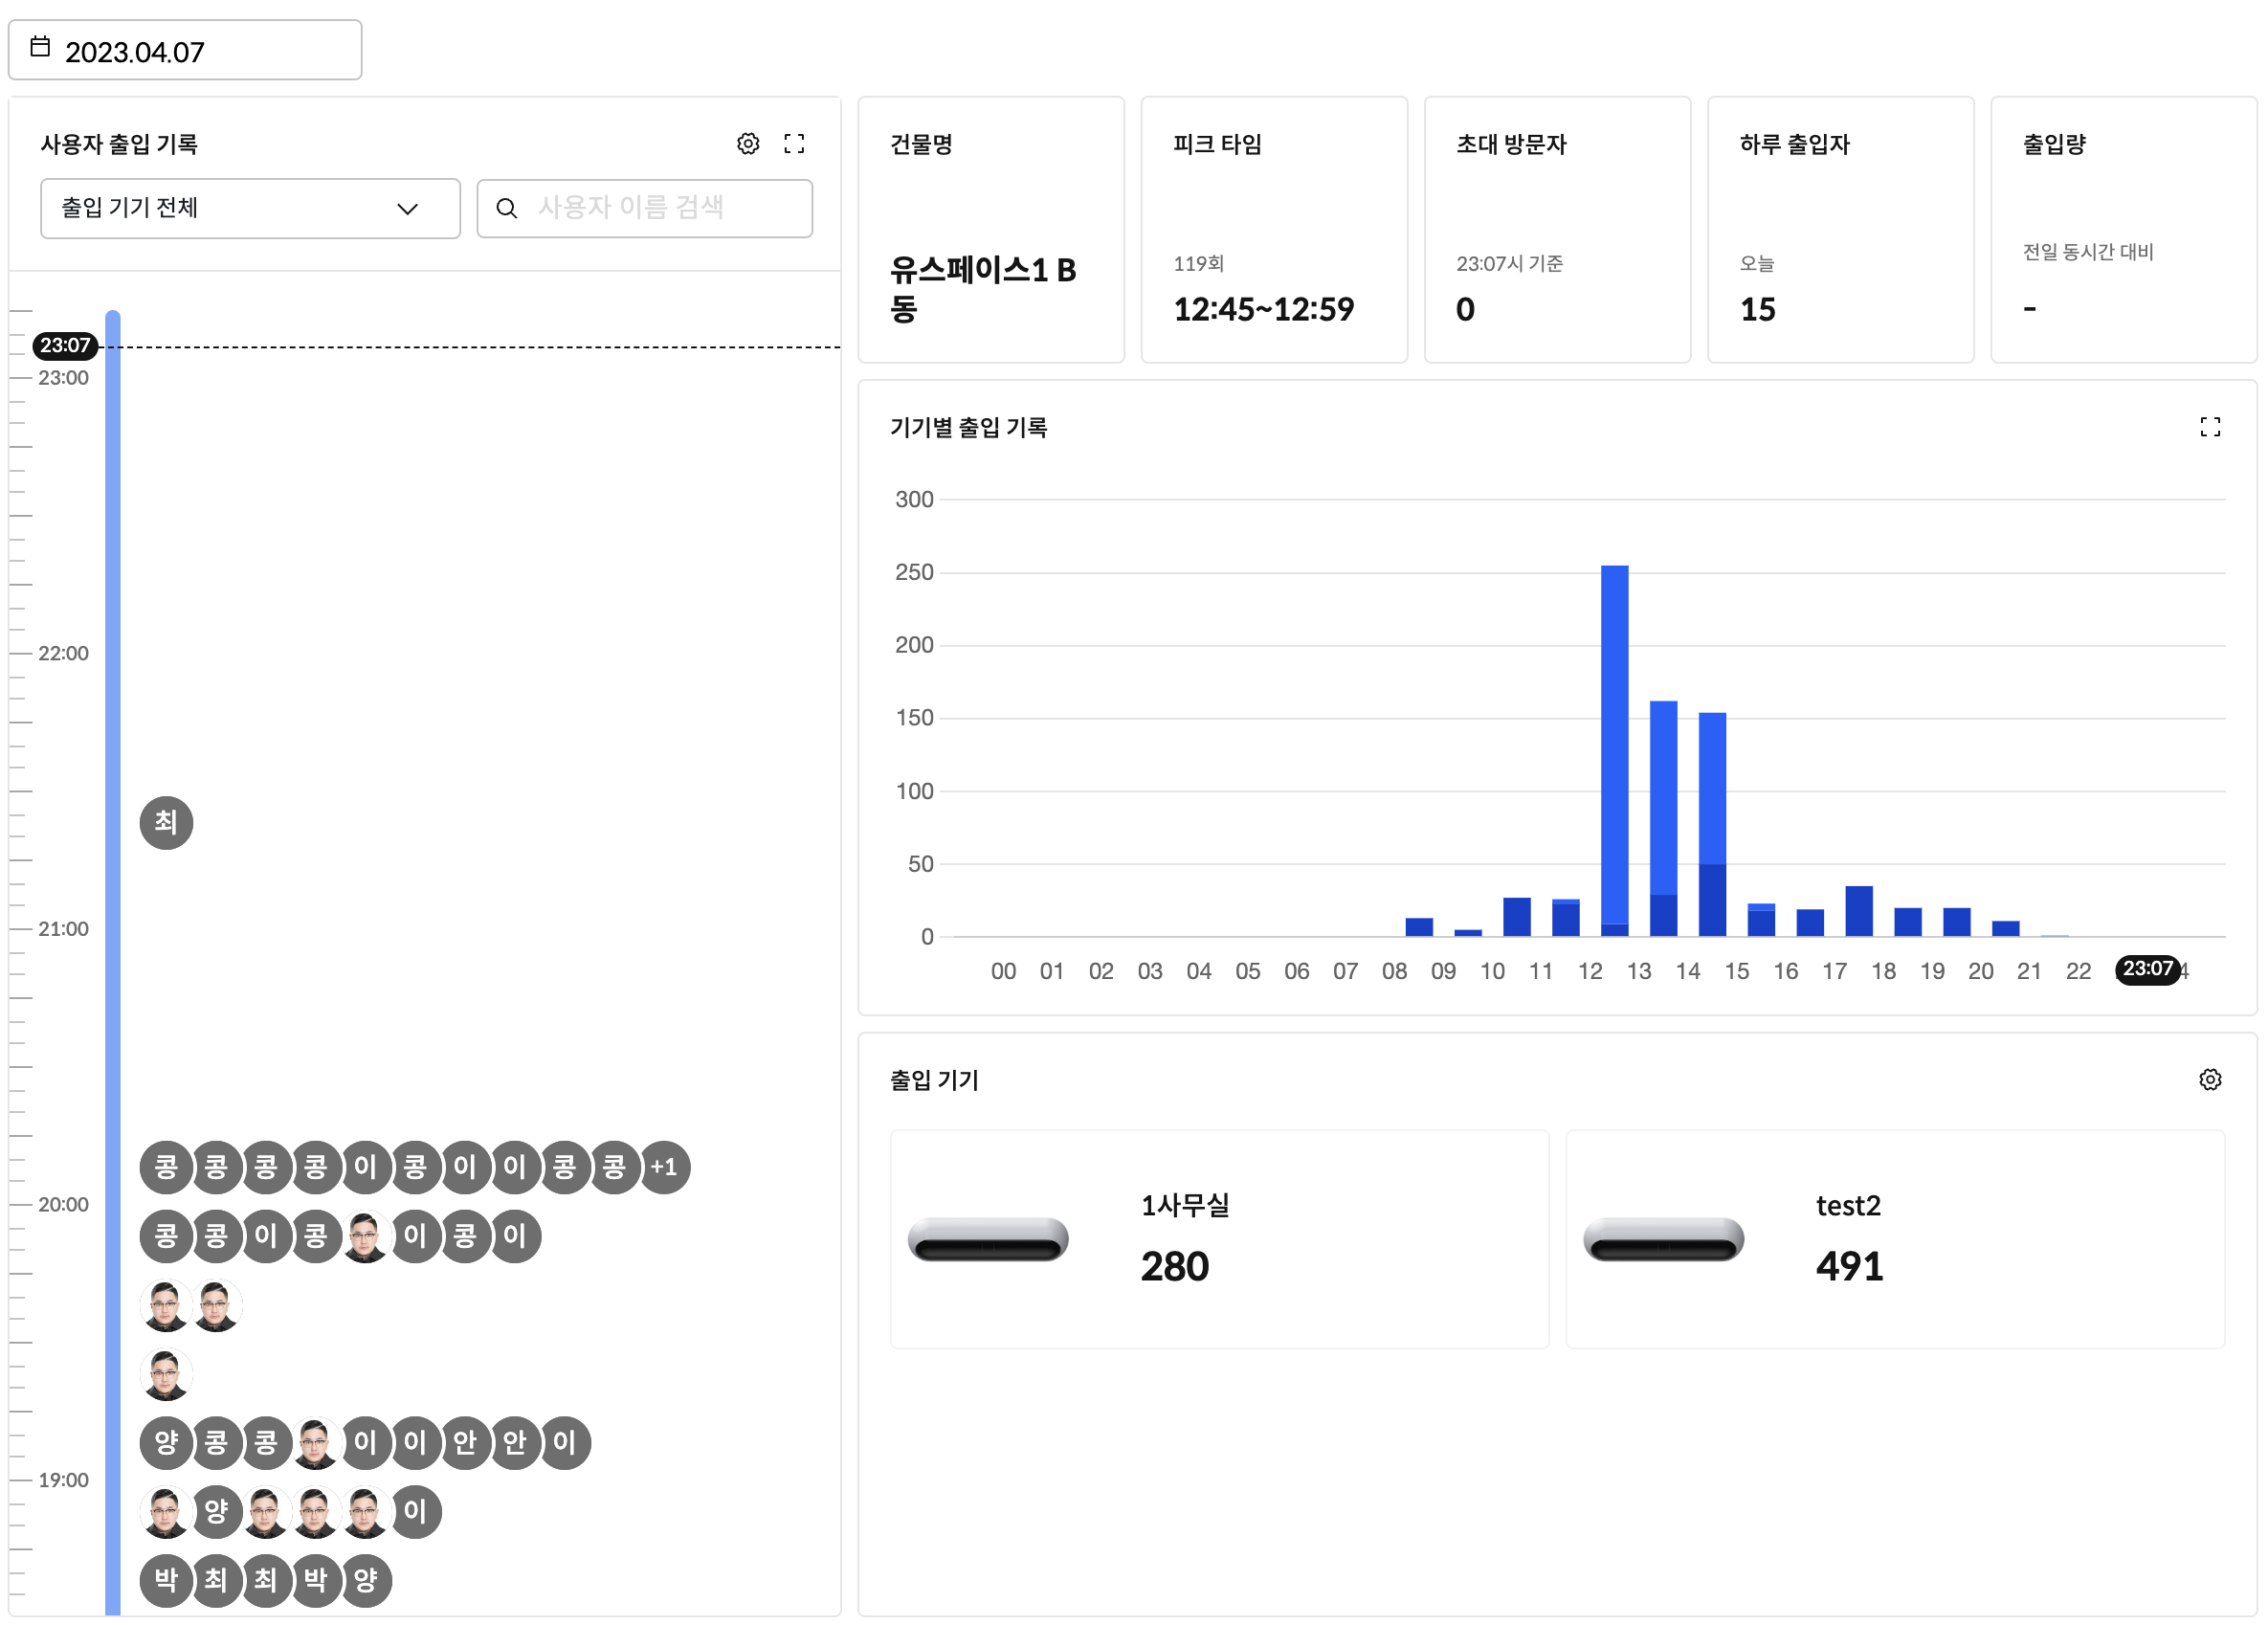 2023.04.07
사용자 출입 기록
출입 기기 전체
사용자 이름 검색
23:07
23:00
22:00
최
21:00
콩 콩 콩 콩 이 콩 이 이 콩 콩 +1
20:00
콩 콩 이 콩 이 콩 이
양 콩 콩 이 이 안 안 이
19:00
양 이
박 최 최 박 양
건물명
유스페이스1 B
동
피크 타임
119회
12:45~12:59
초대 방문자
23:07시 기준
0
하루 출입자
오늘
15
출입량
전일 동시간 대비
-
기기별 출입 기록
300
250
200
150
100
50
0
00 01 02 03 04 05 06 07 08 09 10 11 12 13 14 15 16 17 18 19 20 21 22 23:07 4
출입 기기
1사무실
280
test2
491